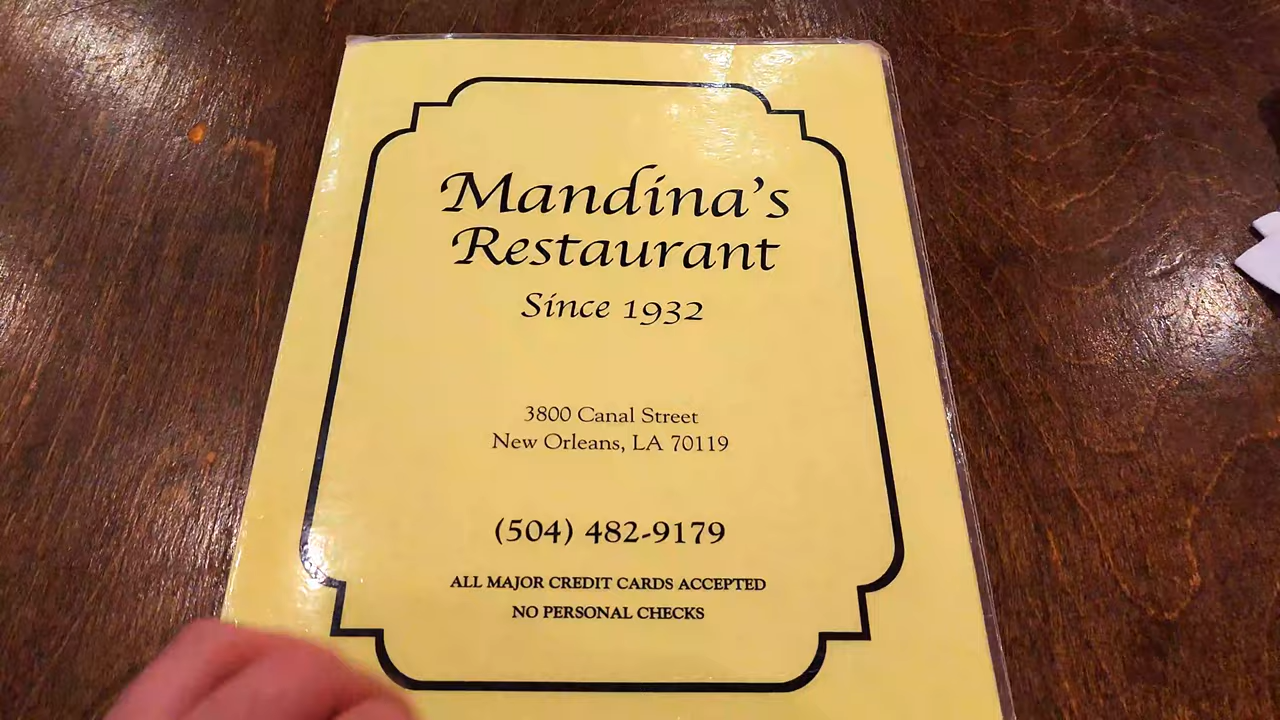 Mandina's
Restaurant
Since 1932
3800 Canal Street
New Orleans, LA 70119
(504) 482-9179
ALL MAJOR CREDIT CARDS ACCEPTED
NO PERSONAL CHECKS